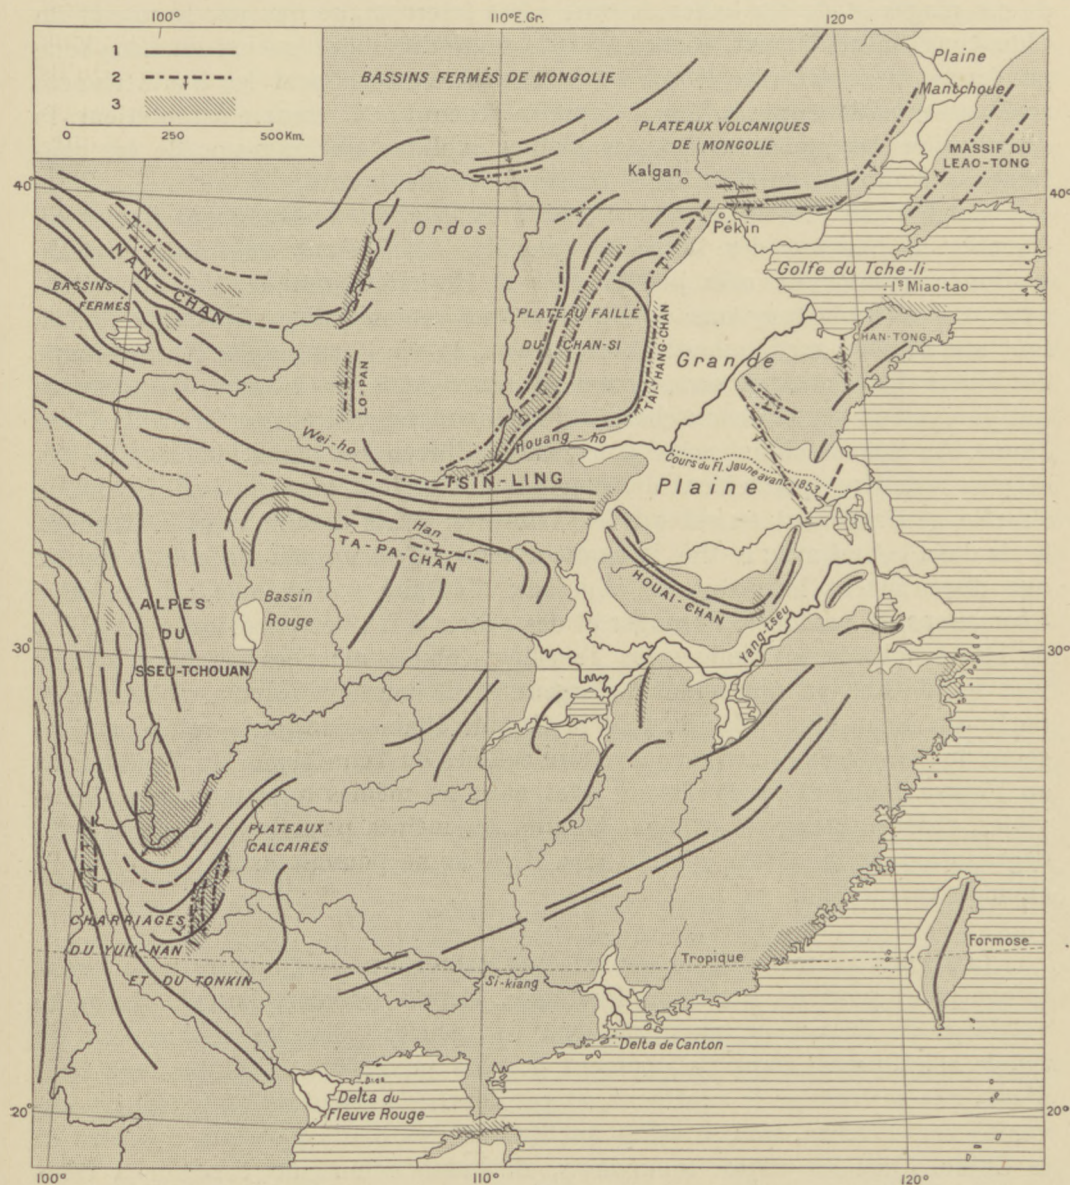 100°
110°E.Gr.
120°
1
2
3
0 250 500Km.
BASSINS FERMÉS DE MONGOLIE
Plaine
Mantchoue
PLATEAUX VOLCANIQUES
DE MONGOLIE
MASSIF DU
LEAO-TONG
Kalgan
40°
40°
Ordos
Pékin
NAN-CHAN
BASSINS
FERMÉS
Golfe du Tche-li
Is Miao-tao
PLATEAU FAILLÉ
DU CHAN-SI
TAI-HANG-CHAN
CHAN-TONG
Grande
LO-PAN
Wei-ho
Houang-ho
Cours du Fl. Jaune avant 1853
TSIN-LING
Plaine
Han
TA-PA-CHAN
HOUAI-CHAN
ALPES
DU
SSEU-TCHOUAN
Bassin
Rouge
Yang-tseu
30°
30°
PLATEAUX
CALCAIRES
CHARRIAGES
DU YUN-NAN
ET DU TONKIN
Tropique
Formose
Si-kiang
Delta de Canton
Delta du
Fleuve Rouge
20°
20°
100°
110°
120°